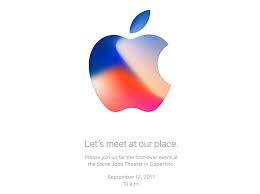 Let's meet at our place.
Please join us for the first-ever event at
the Steve Jobs Theater in Cupertino.
September 12, 2017
10 a.m.